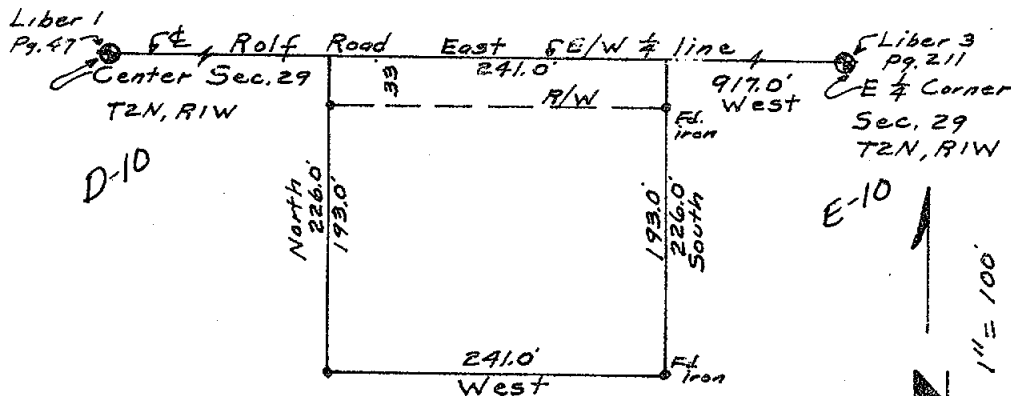 Liber 1
Pg. 47
℄ Rolf Road East E/W ¼ line
241.0'
917.0'
West
Liber 3
pg. 211
E ¼ Corner
Sec. 29
T2N, R1W
Center Sec. 29
T2N, R1W
33
R/W
Fd.
iron
D-10
E-10
North
226.0'
193.0'
193.0'
226.0'
South
241.0'
West
Fd.
iron
1" = 100'
N